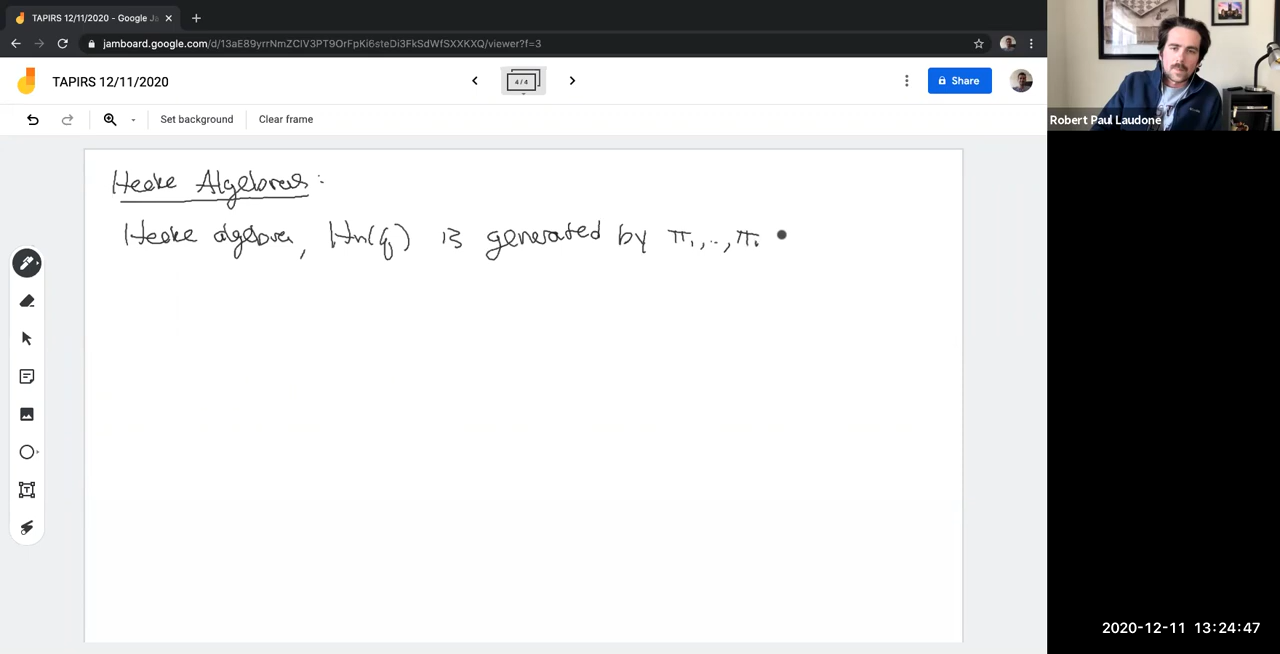 TAPIRS 12/11/2020 - Google Ja
jamboard.google.com/d/13aE89yrrNmZCIV3PT9OrFpKi6steDi3FkSdWfSXXKXQ/viewer?f=3
TAPIRS 12/11/2020
4/4
Share
Set background
Clear frame
Robert Paul Laudone
Hecke Algebras:
Hecke algebra, Hn(q) is generated by π1,..,π
2020-12-11 13:24:47